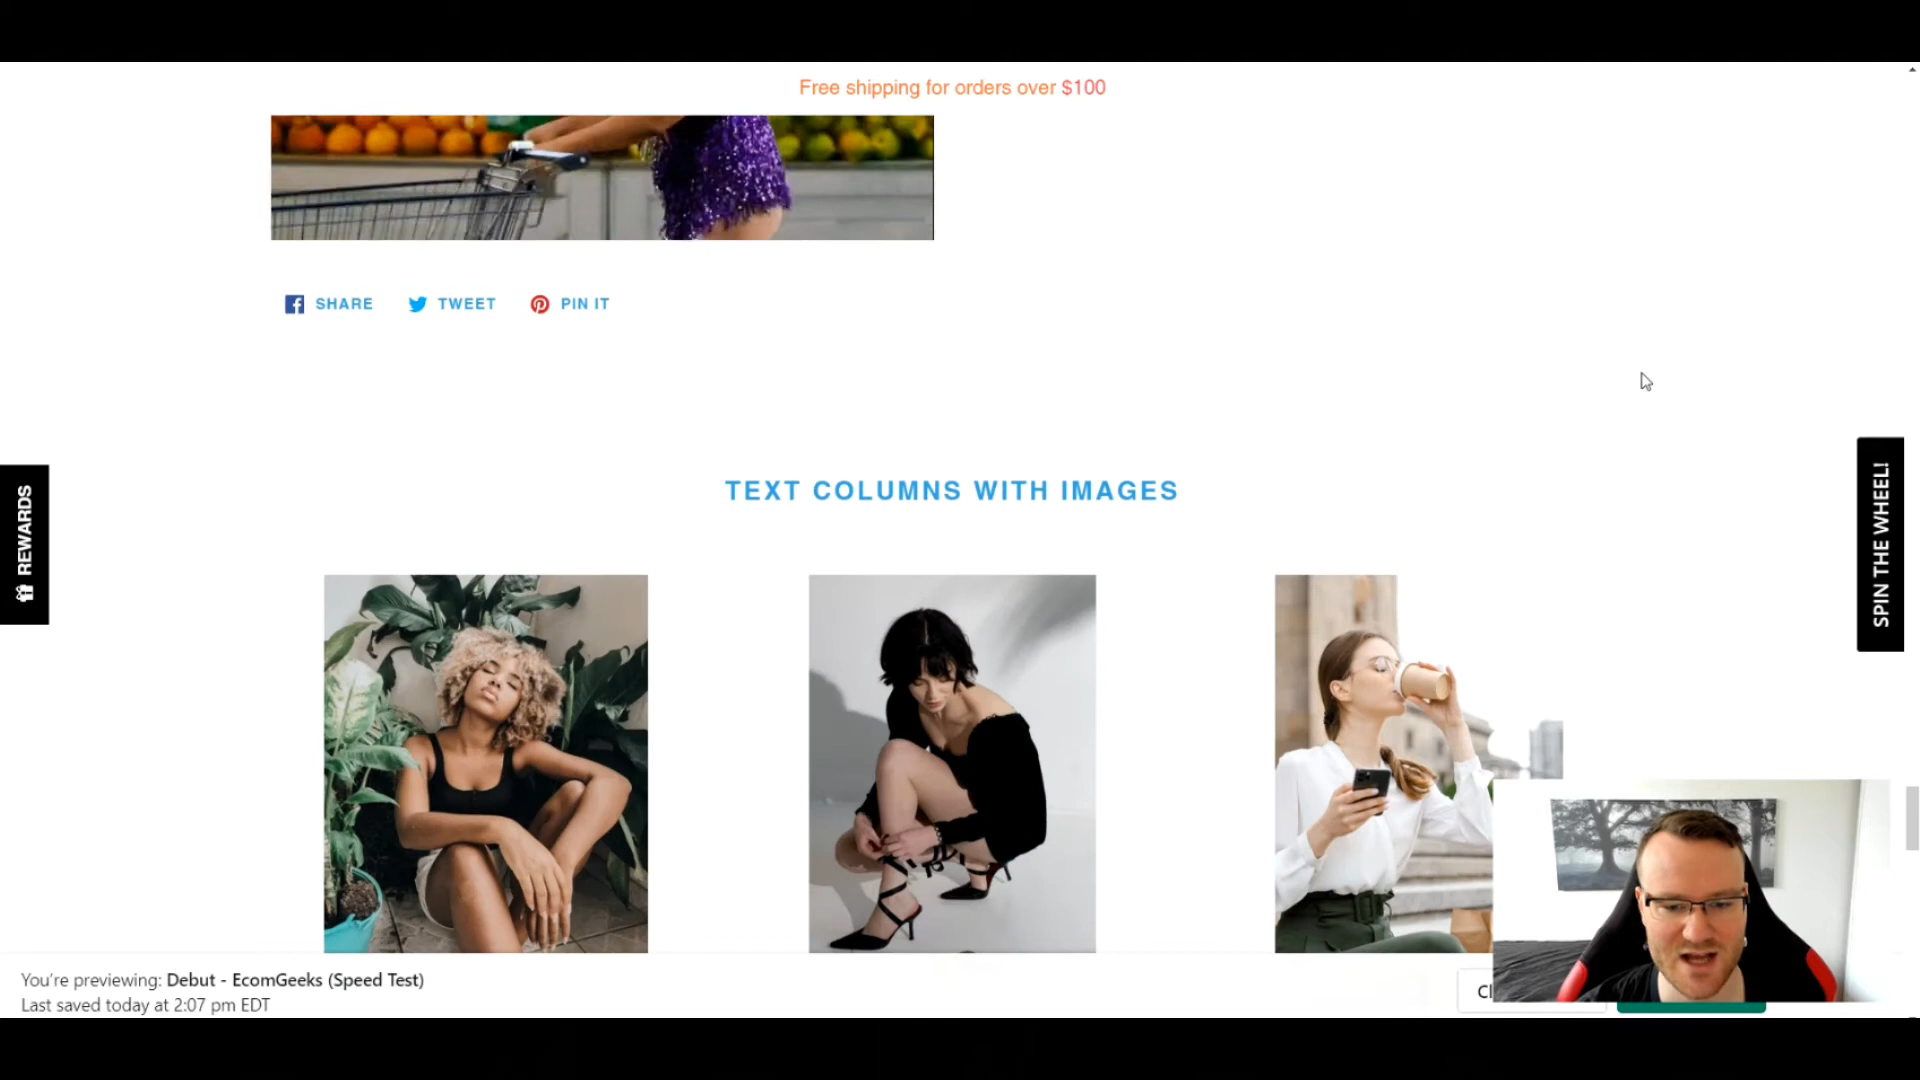 Free shipping for orders over $100
SHARE
TWEET
PIN IT
REWARDS
SPIN THE WHEEL!
TEXT COLUMNS WITH IMAGES
You're previewing: Debut - EcomGeeks (Speed Test)
Last saved today at 2:07 pm EDT